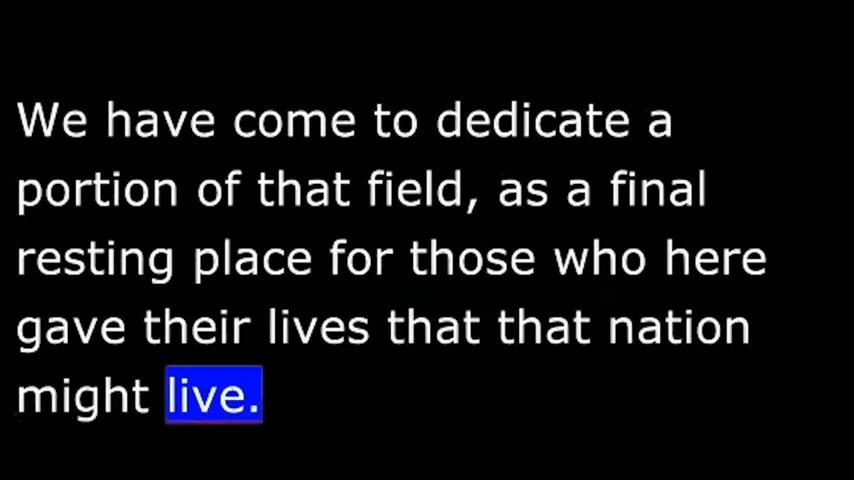 We have come to dedicate a
portion of that field, as a final
resting place for those who here
gave their lives that that nation
might live.